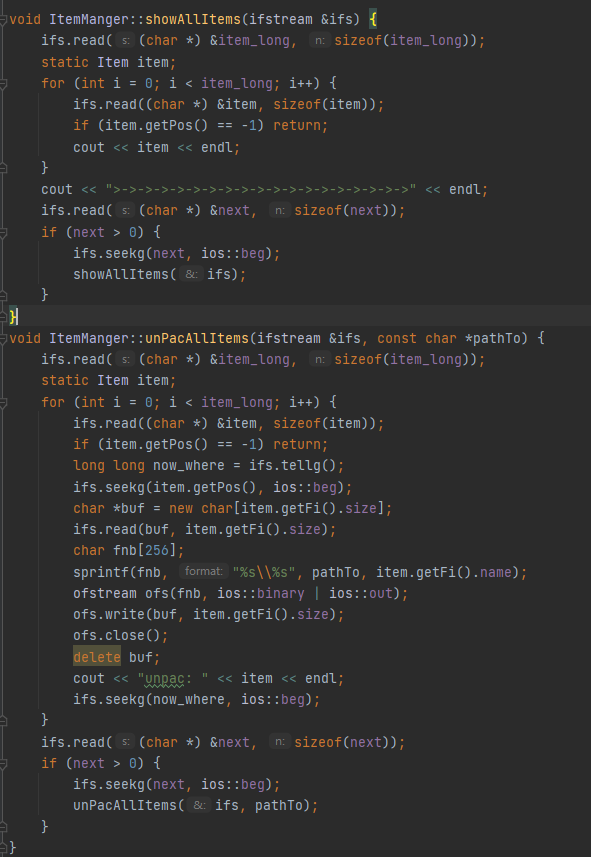 void ItemManger::showAllItems(ifstream &ifs) {
    ifs.read( s: (char *) &item_long, n: sizeof(item_long));
    static Item item;
    for (int i = 0; i < item_long; i++) {
        ifs.read((char *) &item, sizeof(item));
        if (item.getPos() == -1) return;
        cout << item << endl;
    }
    cout << ">->->->->->->->->->->->->->->->->->->" << endl;
    ifs.read( s: (char *) &next, n: sizeof(next));
    if (next > 0) {
        ifs.seekg(next, ios::beg);
        showAllItems( &: ifs);
    }
}
void ItemManger::unPacAllItems(ifstream &ifs, const char *pathTo) {
    ifs.read( s: (char *) &item_long, n: sizeof(item_long));
    static Item item;
    for (int i = 0; i < item_long; i++) {
        ifs.read((char *) &item, sizeof(item));
        if (item.getPos() == -1) return;
        long long now_where = ifs.tellg();
        ifs.seekg(item.getPos(), ios::beg);
        char *buf = new char[item.getFi().size];
        ifs.read(buf, item.getFi().size);
        char fnb[256];
        sprintf(fnb, format: "%s\\%s", pathTo, item.getFi().name);
        ofstream ofs(fnb, ios::binary | ios::out);
        ofs.write(buf, item.getFi().size);
        ofs.close();
        delete buf;
        cout << "unpac: " << item << endl;
        ifs.seekg(now_where, ios::beg);
    }
    ifs.read( s: (char *) &next, n: sizeof(next));
    if (next > 0) {
        ifs.seekg(next, ios::beg);
        unPacAllItems( &: ifs, pathTo);
    }
}